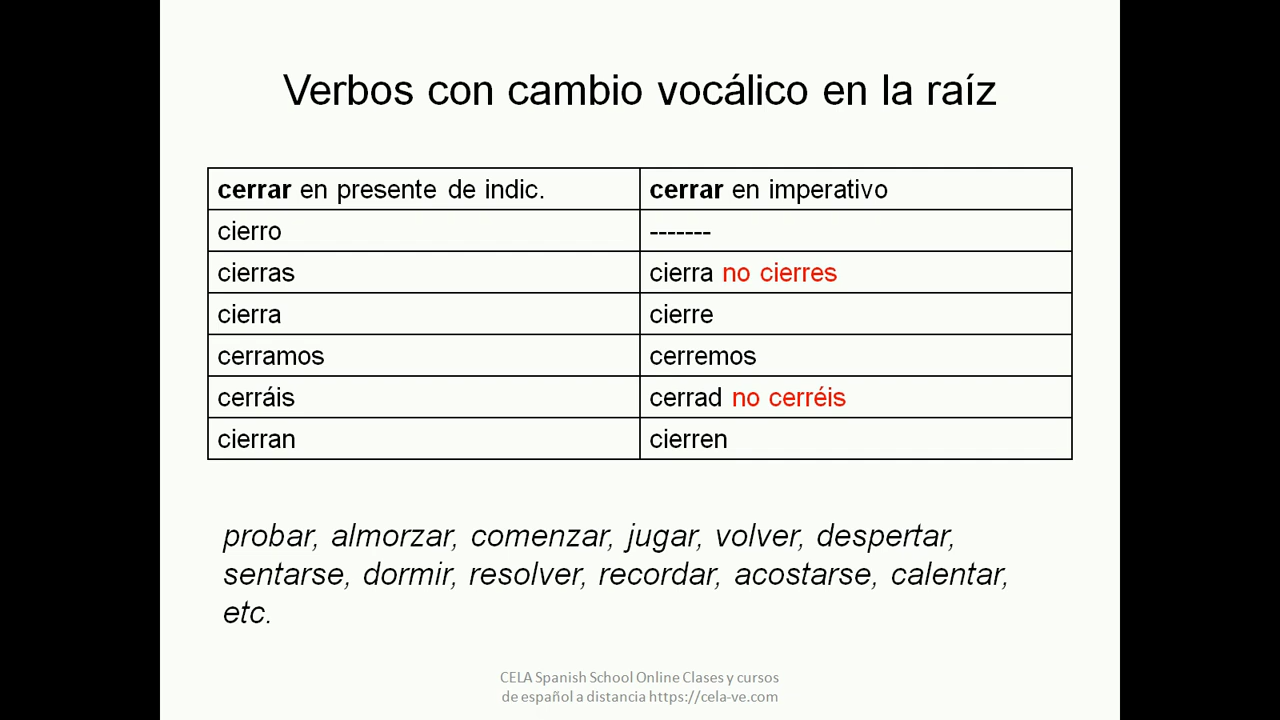 Verbos con cambio vocálico en la raíz
cerrar en presente de indic. cerrar en imperativo
cierro -------
cierras cierra no cierres
cierra cierre
cerramos cerremos
cerráis cerrad no cerréis
cierran cierren
probar, almorzar, comenzar, jugar, volver, despertar,
sentarse, dormir, resolver, recordar, acostarse, calentar,
etc.
CELA Spanish School Online Clases y cursos
de español a distancia https://cela-ve.com